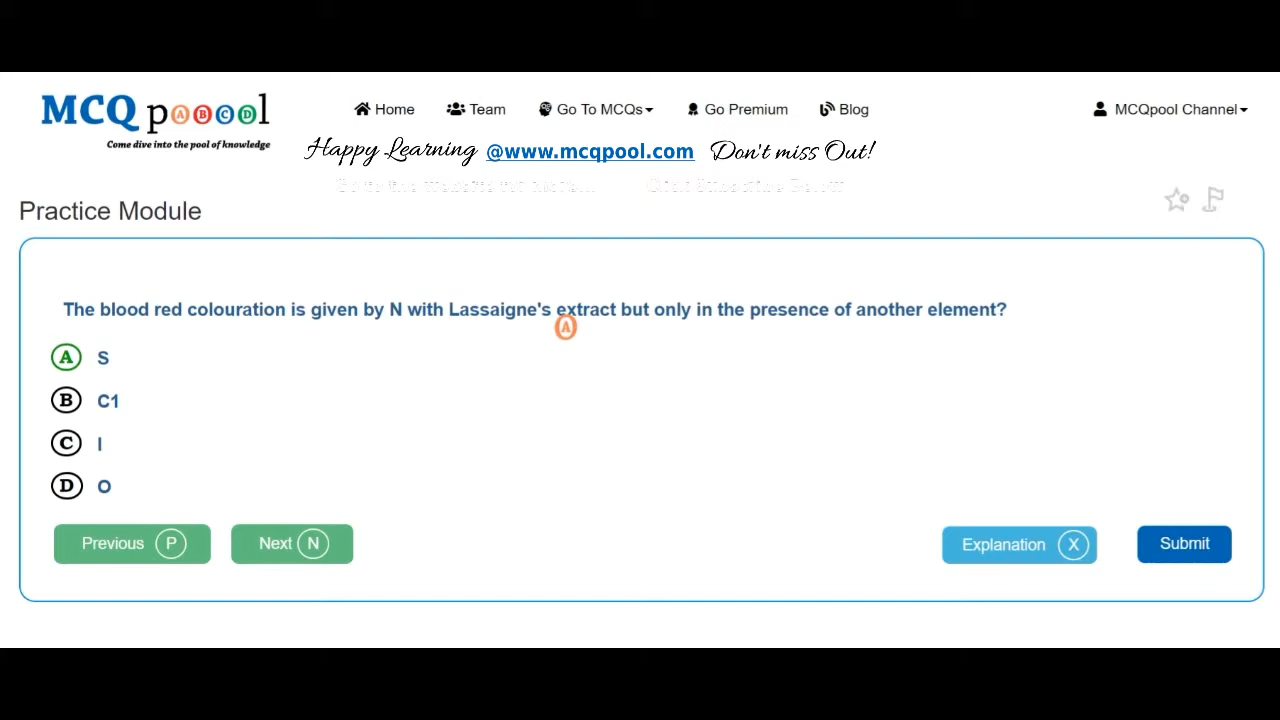 MCQ pABCDl
Come dive into the pool of knowledge
Home Team Go To MCQs Go Premium Blog MCQpool Channel
Happy Learning @www.mcqpool.com Don't miss Out!
Practice Module
The blood red colouration is given by N with Lassaigne's extract but only in the presence of another element?
A
A S
B C1
C I
D O
Previous P Next N Explanation X Submit